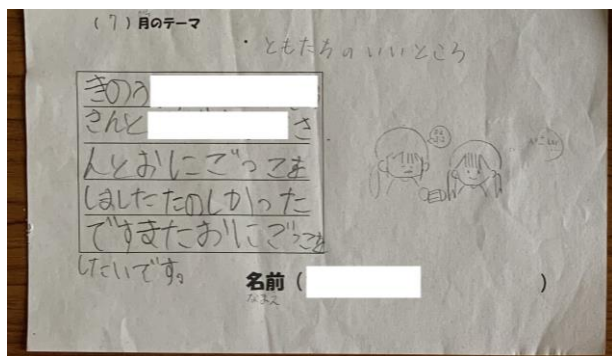 (7)月のテーマ
・ともだちのいいところ
きのう
さんと さ
んとおにごっこを
しましたたのしかった
ですまたおにごっこを
したいです。
名前( )
なまえ